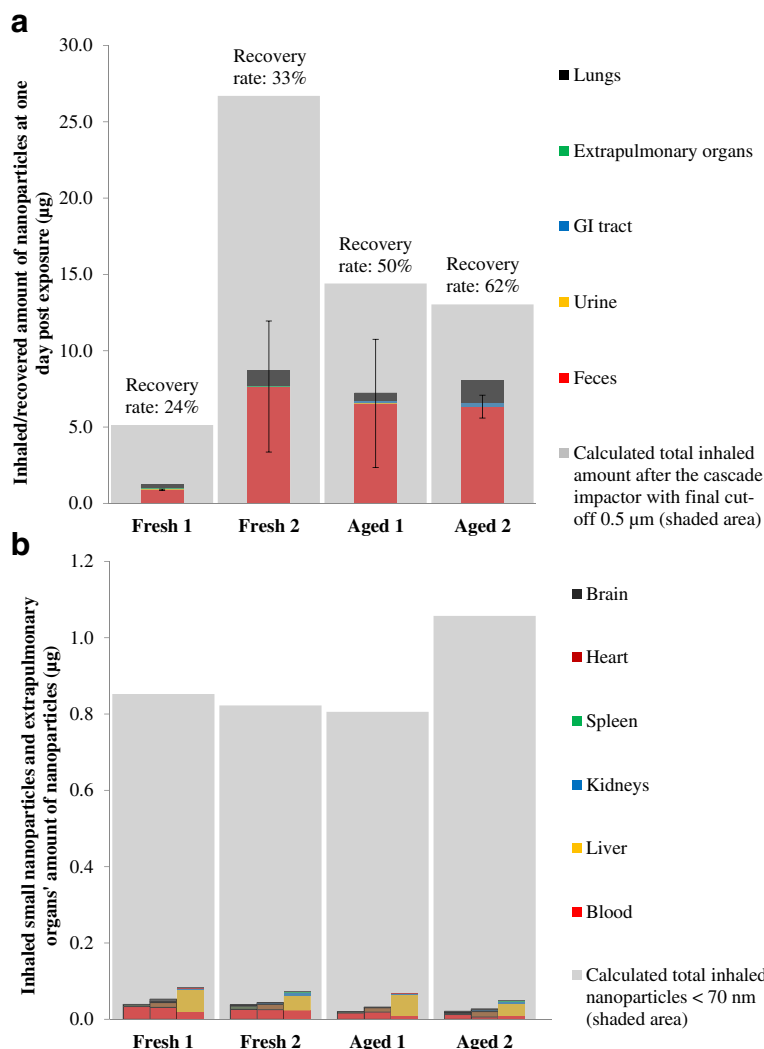 a
Inhaled/recovered amount of nanoparticles at one
day post exposure (µg)
30.0
25.0
20.0
15.0
10.0
5.0
0.0
Recovery
rate: 24%
Recovery
rate: 33%
Recovery
rate: 50%
Recovery
rate: 62%
Fresh 1
Fresh 2
Aged 1
Aged 2
Lungs
Extrapulmonary organs
GI tract
Urine
Feces
Calculated total inhaled
amount after the cascade
impactor with final cut-
off 0.5 µm (shaded area)
b
Inhaled small nanoparticles and extrapulmonary
organs' amount of nanoparticles (µg)
1.2
1.0
0.8
0.6
0.4
0.2
0.0
Fresh 1
Fresh 2
Aged 1
Aged 2
Brain
Heart
Spleen
Kidneys
Liver
Blood
Calculated total inhaled
nanoparticles < 70 nm
(shaded area)